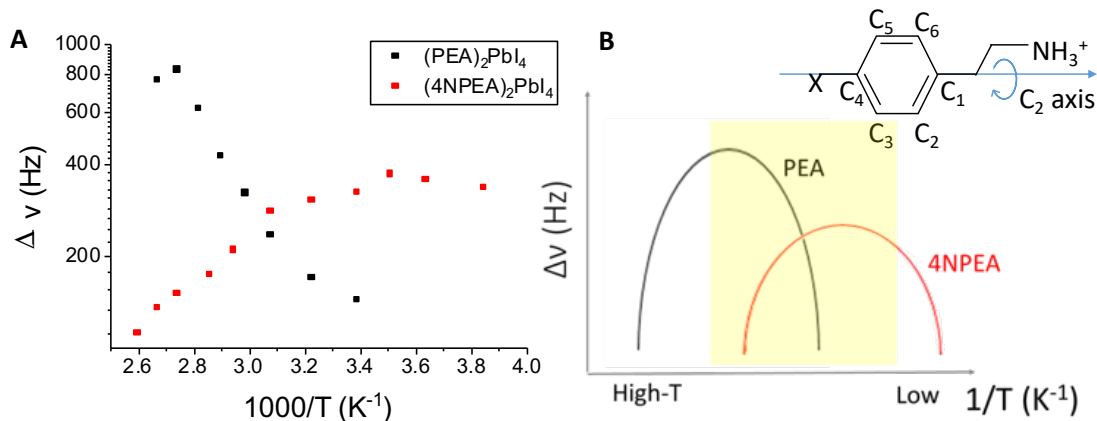 A
1000
800
600
400
200
Δ ν (Hz)
2.6 2.8 3.0 3.2 3.4 3.6 3.8 4.0
1000/T (K⁻¹)
(PEA)₂PbI₄
(4NPEA)₂PbI₄
B
C₅ C₆
NH₃⁺
X C₄ C₁
C₂ axis
C₃ C₂
PEA
4NPEA
Δν (Hz)
High-T Low 1/T (K⁻¹)